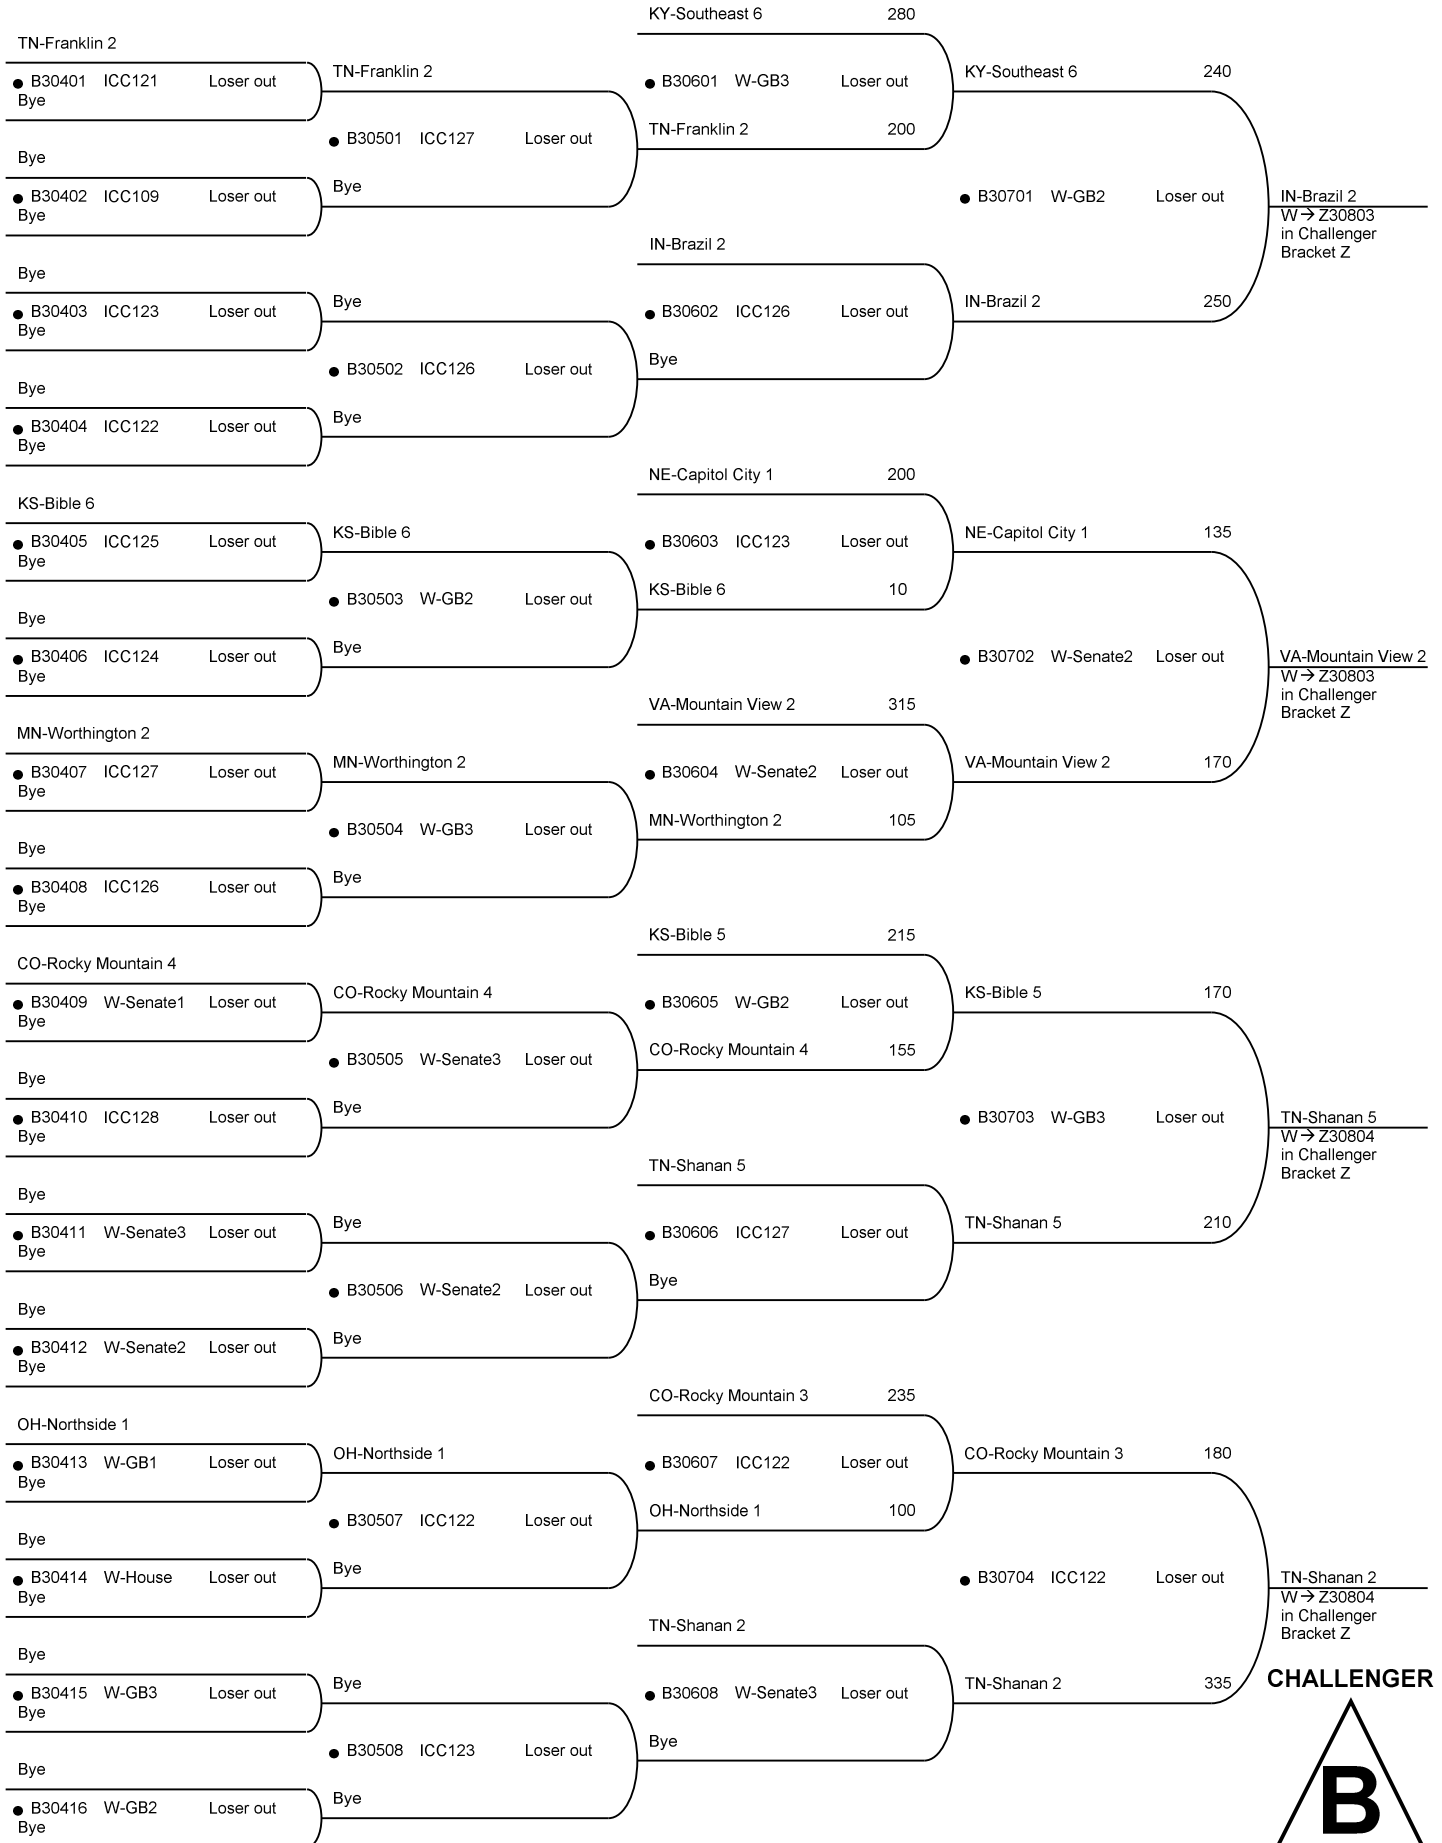 TN-Franklin 2
B30401 ICC121 Loser out
Bye
Bye
B30402 ICC109 Loser out
Bye
Bye
B30403 ICC123 Loser out
Bye
Bye
B30404 ICC122 Loser out
Bye
KS-Bible 6
B30405 ICC125 Loser out
Bye
Bye
B30406 ICC124 Loser out
Bye
MN-Worthington 2
B30407 ICC127 Loser out
Bye
Bye
B30408 ICC126 Loser out
Bye
CO-Rocky Mountain 4
B30409 W-Senate1 Loser out
Bye
Bye
B30410 ICC128 Loser out
Bye
Bye
B30411 W-Senate3 Loser out
Bye
Bye
B30412 W-Senate2 Loser out
Bye
OH-Northside 1
B30413 W-GB1 Loser out
Bye
Bye
B30414 W-House Loser out
Bye
Bye
B30415 W-GB3 Loser out
Bye
Bye
B30416 W-GB2 Loser out
Bye
TN-Franklin 2
B30501 ICC127 Loser out
Bye
Bye
B30502 ICC126 Loser out
Bye
KS-Bible 6
B30503 W-GB2 Loser out
Bye
MN-Worthington 2
B30504 W-GB3 Loser out
Bye
CO-Rocky Mountain 4
B30505 W-Senate3 Loser out
Bye
Bye
B30506 W-Senate2 Loser out
Bye
OH-Northside 1
B30507 ICC122 Loser out
Bye
Bye
B30508 ICC123 Loser out
Bye
KY-Southeast 6 280
B30601 W-GB3 Loser out
TN-Franklin 2 200
IN-Brazil 2
B30602 ICC126 Loser out
Bye
NE-Capitol City 1 200
B30603 ICC123 Loser out
KS-Bible 6 10
VA-Mountain View 2 315
B30604 W-Senate2 Loser out
MN-Worthington 2 105
KS-Bible 5 215
B30605 W-GB2 Loser out
CO-Rocky Mountain 4 155
TN-Shanan 5
B30606 ICC127 Loser out
Bye
CO-Rocky Mountain 3 235
B30607 ICC122 Loser out
OH-Northside 1 100
TN-Shanan 2
B30608 W-Senate3 Loser out
Bye
KY-Southeast 6 240
B30701 W-GB2 Loser out
IN-Brazil 2 250
NE-Capitol City 1 135
B30702 W-Senate2 Loser out
VA-Mountain View 2 170
KS-Bible 5 170
B30703 W-GB3 Loser out
TN-Shanan 5 210
CO-Rocky Mountain 3 180
B30704 ICC122 Loser out
TN-Shanan 2 335
IN-Brazil 2
W → Z30803
in Challenger
Bracket Z
VA-Mountain View 2
W → Z30803
in Challenger
Bracket Z
TN-Shanan 5
W → Z30804
in Challenger
Bracket Z
TN-Shanan 2
W → Z30804
in Challenger
Bracket Z
CHALLENGER
B